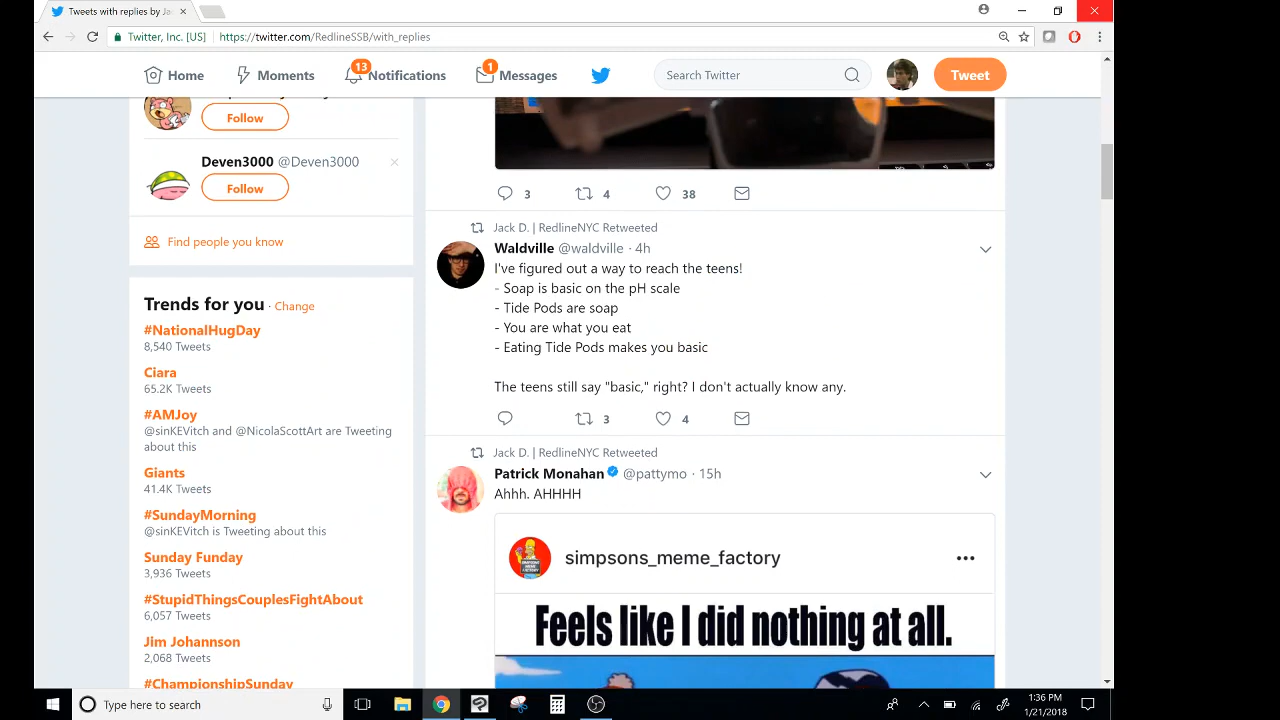 Tweets with replies by Ja
Twitter, Inc. [US]
https://twitter.com/RedlineSSB/with_replies
Home
Moments
13
Notifications
1
Messages
Search Twitter
Tweet
Follow
Deven3000 @Deven3000
Follow
Find people you know
Trends for you · Change
#NationalHugDay
8,540 Tweets
Ciara
65.2K Tweets
#AMJoy
@sinKEVitch and @NicolaScottArt are Tweeting
about this
Giants
41.4K Tweets
#SundayMorning
@sinKEVitch is Tweeting about this
Sunday Funday
3,936 Tweets
#StupidThingsCouplesFightAbout
6,057 Tweets
Jim Johannson
2,068 Tweets
#ChampionshipSunday
3
4
38
Jack D. | RedlineNYC Retweeted
Waldville @waldville · 4h
I've figured out a way to reach the teens!
- Soap is basic on the pH scale
- Tide Pods are soap
- You are what you eat
- Eating Tide Pods makes you basic
The teens still say "basic," right? I don't actually know any.
3
4
Jack D. | RedlineNYC Retweeted
Patrick Monahan @pattymo · 15h
Ahhh. AHHHH
simpsons_meme_factory
Feels like I did nothing at all.
Type here to search
1:36 PM
1/21/2018